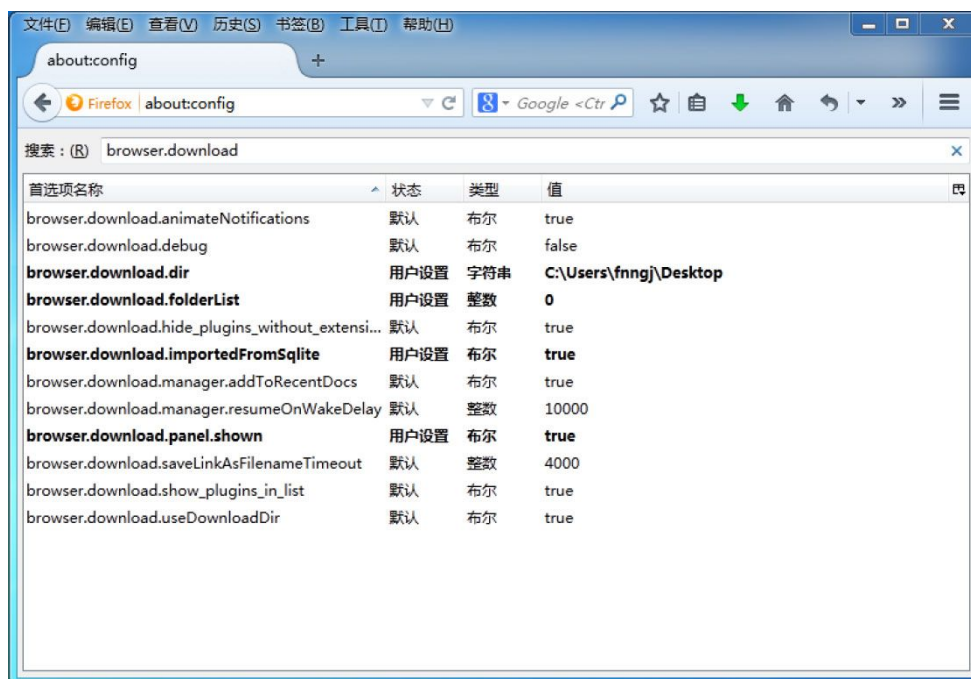 文件(F) 编辑(E) 查看(V) 历史(S) 书签(B) 工具(T) 帮助(H)
about:config
Firefox about:config Google <Ctr
搜索：(R) browser.download
首选项名称 状态 类型 值
browser.download.animateNotifications 默认 布尔 true
browser.download.debug 默认 布尔 false
browser.download.dir 用户设置 字符串 C:\Users\fnngj\Desktop
browser.download.folderList 用户设置 整数 0
browser.download.hide_plugins_without_extensi... 默认 布尔 true
browser.download.importedFromSqlite 用户设置 布尔 true
browser.download.manager.addToRecentDocs 默认 布尔 true
browser.download.manager.resumeOnWakeDelay 默认 整数 10000
browser.download.panel.shown 用户设置 布尔 true
browser.download.saveLinkAsFilenameTimeout 默认 整数 4000
browser.download.show_plugins_in_list 默认 布尔 true
browser.download.useDownloadDir 默认 布尔 true